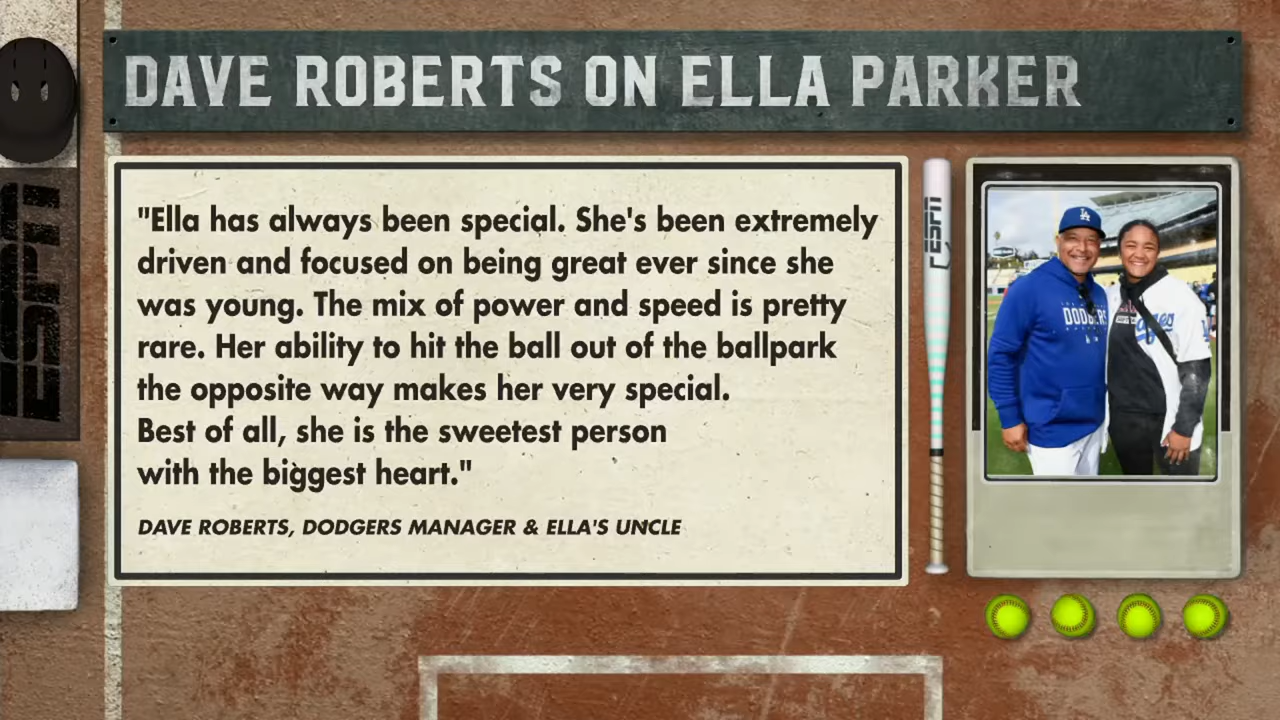 DAVE ROBERTS ON ELLA PARKER
"Ella has always been special. She's been extremely
driven and focused on being great ever since she
was young. The mix of power and speed is pretty
rare. Her ability to hit the ball out of the ballpark
the opposite way makes her very special.
Best of all, she is the sweetest person
with the biggest heart."
DAVE ROBERTS, DODGERS MANAGER & ELLA'S UNCLE
ESPN
ESPN
LA
DODGERS